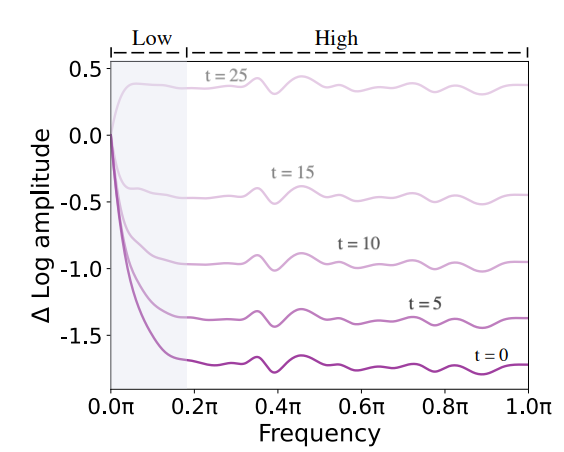 Low High
0.5
0.0
-0.5
-1.0
-1.5
Δ Log amplitude
t = 25
t = 15
t = 10
t = 5
t = 0
0.0π 0.2π 0.4π 0.6π 0.8π 1.0π
Frequency